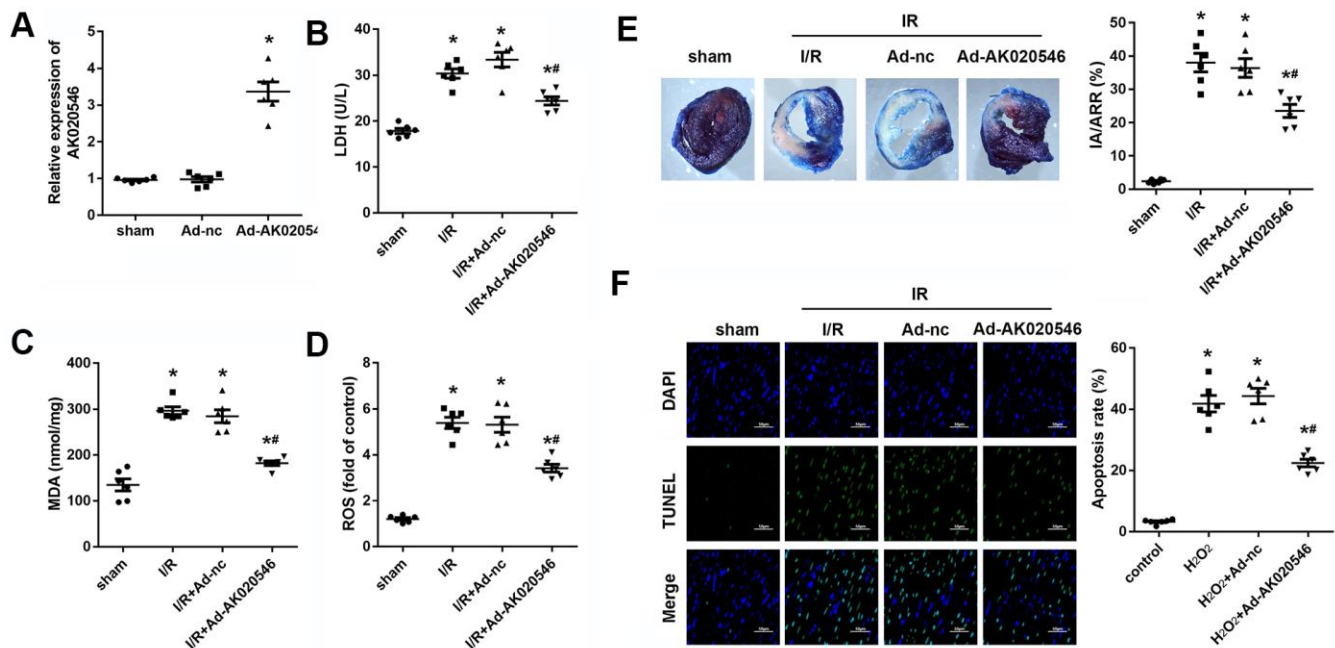 A
Relative expression of
AK020546
5
4
3
2
1
0
*
sham
Ad-nc
Ad-AK02054
B
LDH (U/L)
40
30
20
10
0
*
*
*#
sham
I/R
I/R+Ad-nc
I/R+Ad-AK020546
C
MDA (nmol/mg)
400
300
200
100
0
*
*
*#
sham
I/R
I/R+Ad-nc
I/R+Ad-AK020546
D
ROS (fold of control)
8
6
4
2
0
*
*
*#
sham
I/R
I/R+Ad-nc
I/R+Ad-AK020546
E
IR
sham
I/R
Ad-nc
Ad-AK020546
IA/ARR (%)
50
40
30
20
10
0
*
*
*#
sham
I/R
I/R+Ad-nc
I/R+Ad-AK020546
F
IR
sham
I/R
Ad-nc
Ad-AK020546
DAPI
TUNEL
Merge
Apoptosis rate (%)
60
40
20
0
*
*
*#
control
H2O2
H2O2+Ad-nc
H2O2+Ad-AK020546